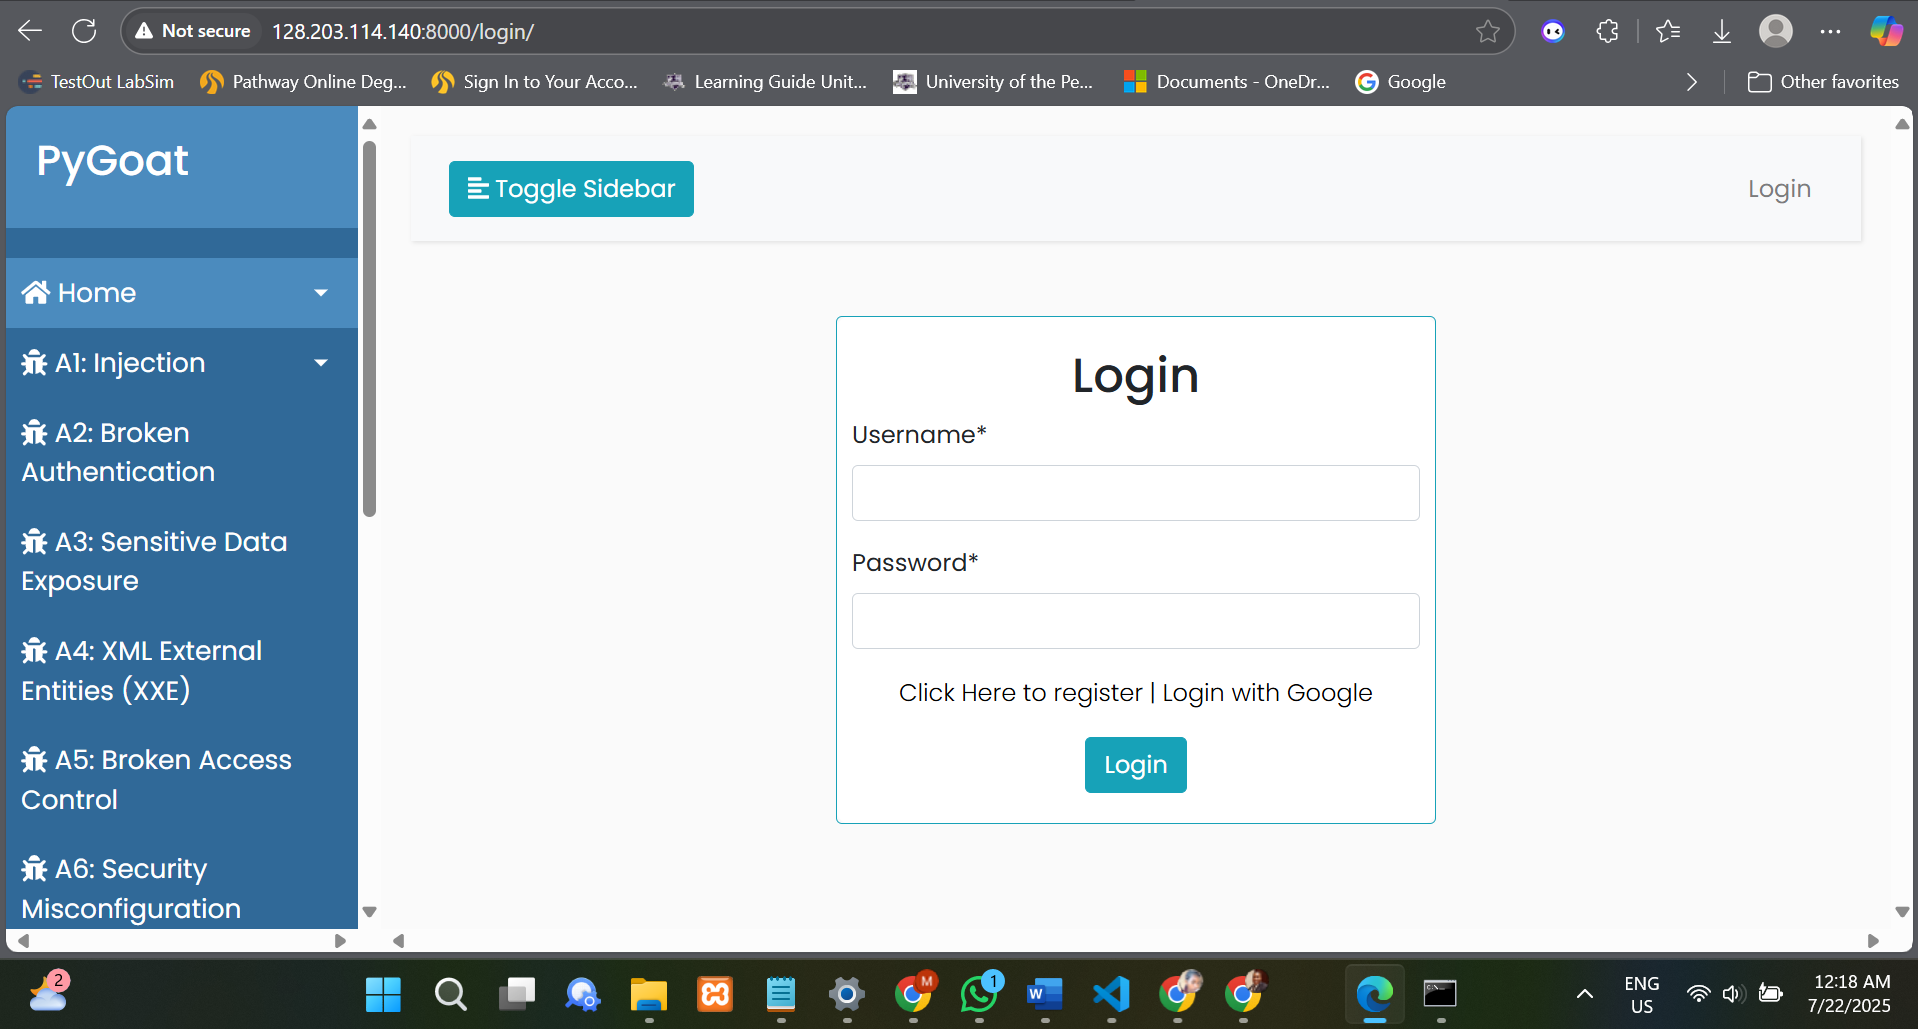 Not secure
128.203.114.140:8000/login/
TestOut LabSim
Pathway Online Deg...
Sign In to Your Acco...
Learning Guide Unit...
University of the Pe...
Documents - OneDr...
Google
Other favorites
PyGoat
Toggle Sidebar
Login
Home
A1: Injection
A2: Broken
Authentication
A3: Sensitive Data
Exposure
A4: XML External
Entities (XXE)
A5: Broken Access
Control
A6: Security
Misconfiguration
Login
Username*
Password*
Click Here to register | Login with Google
Login
2
M
1
W
ENG
US
12:18 AM
7/22/2025